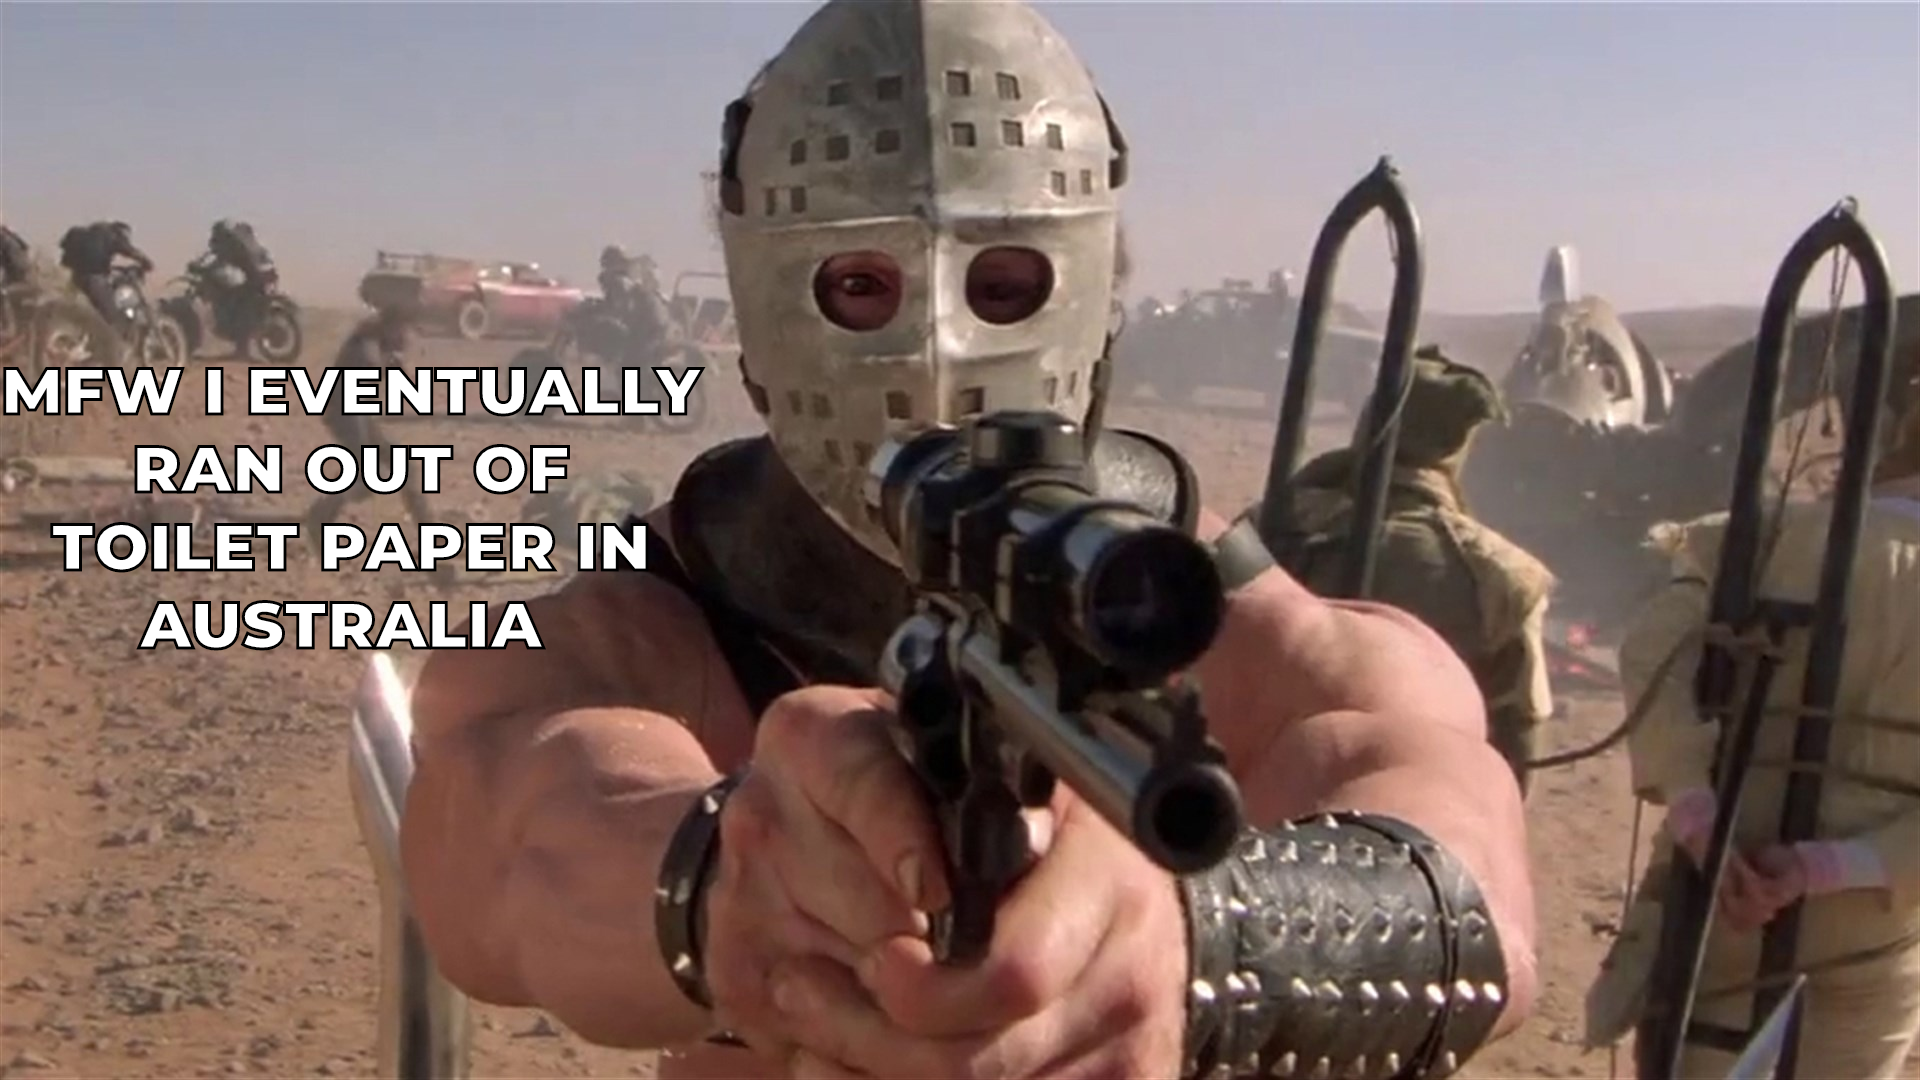 MFW I EVENTUALLY
RAN OUT OF
TOILET PAPER IN
AUSTRALIA